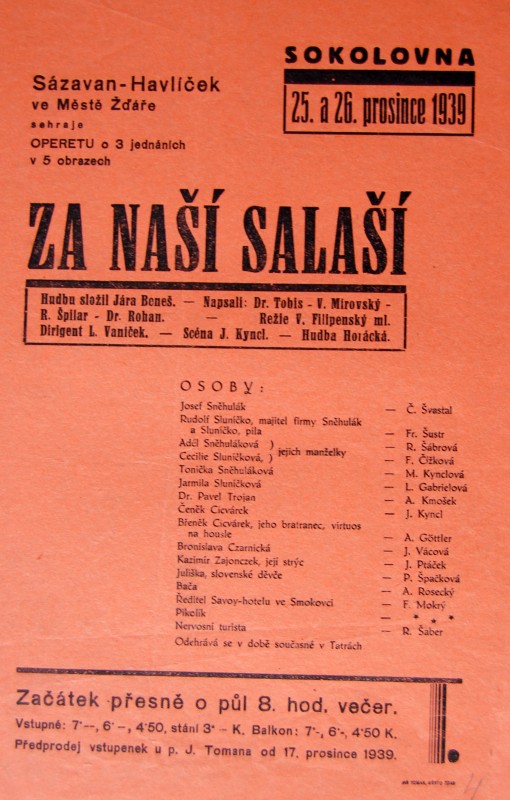 SOKOLOVNA
25. a 26. prosince 1939
Sázavan-Havlíček
ve Městě Žďáře
sehraje
OPERETU o 3 jednáních
v 5 obrazech
ZA NAŠÍ SALAŠÍ
Hudbu složil Jára Beneš. — Napsali: Dr. Tobis - V. Mírovský -
R. Špilar - Dr. Rohan. — Režie V. Filipenský ml.
Dirigent L. Vaníček. — Scéna J. Kyncl. — Hudba Horácká.
OSOBY:
Josef Sněhulák — Č. Švastal
Rudolf Sluníčko, majitel firmy Sněhulák
a Sluníčko, pila — Fr. Šustr
Adél Sněhuláková ) — R. Šábrová
jejich manželky
Cecilie Sluníčková, ) — F. Čížková
Tonička Sněhuláková — M. Kynclová
Jarmila Sluníčková — L. Gabrielová
Dr. Pavel Trojan — A. Kmošek
Čeněk Cicvárek — J. Kyncl
Břeněk Cicvárek, jeho bratranec, virtuos
na housle — A. Göttler
Bronislava Czarnická — J. Vácová
Kazimir Zajonczek, její strýc — J. Ptáček
Juliška, slovenské děvče — P. Špačková
Bača — A. Rosecký
Ředitel Savoy-hotelu ve Smokovci — F. Mokrý
Pikolík — * * *
Nervosní turista — R. Šaber
Odehrává se v době současné v Tatrách
Začátek přesně o půl 8. hod. večer.
Vstupné: 7·--, 6·-, 4·50, stání 3·- K. Balkon: 7·-, 6·-, 4·50 K.
Předprodej vstupenek u p. J. Tomana od 17. prosince 1939.
4